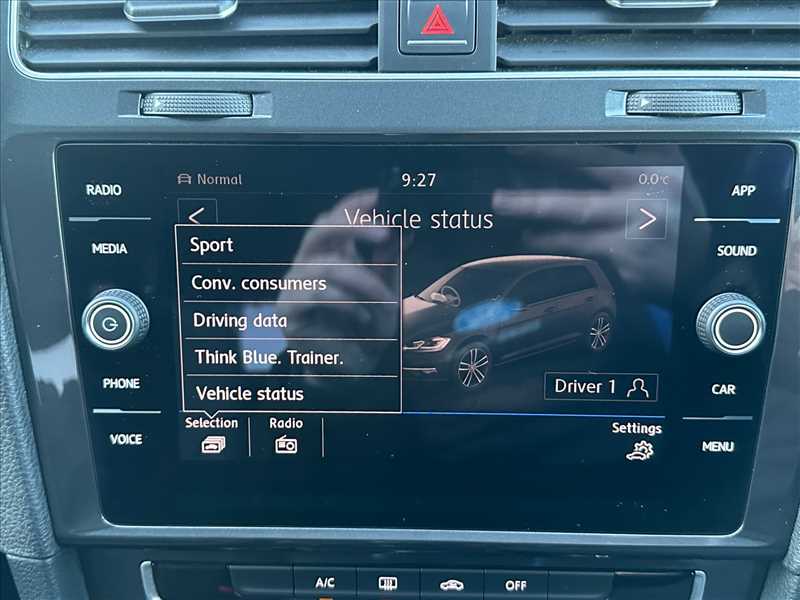 RADIO
MEDIA
PHONE
VOICE
Normal
9:27
0.0°C
< Vehicle status >
Sport
Conv. consumers
Driving data
Think Blue. Trainer.
Vehicle status
Driver 1
Selection
Radio
Settings
APP
SOUND
CAR
MENU
A/C
OFF